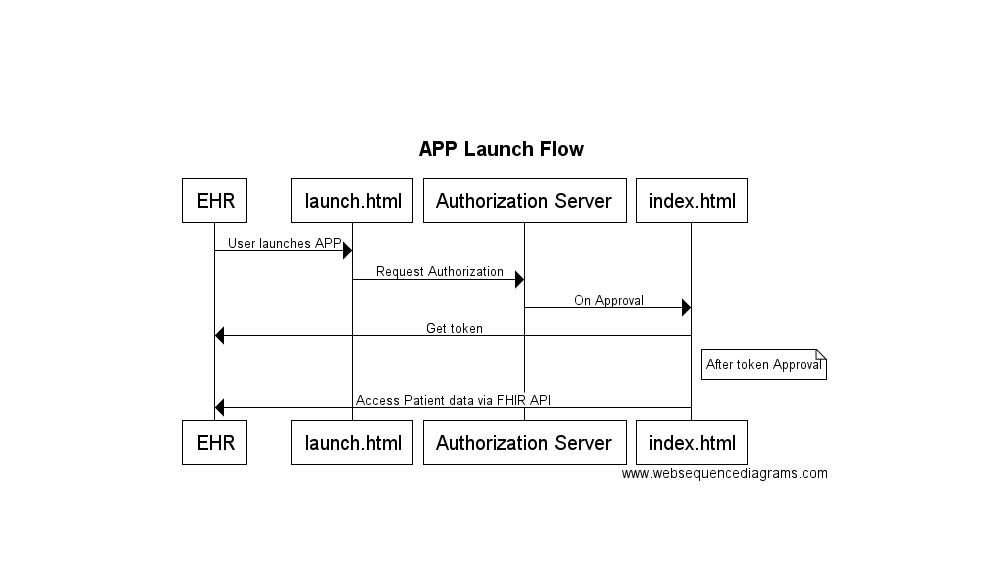 APP Launch Flow
EHR
launch.html
Authorization Server
index.html
User launches APP
Request Authorization
On Approval
Get token
After token Approval
Access Patient data via FHIR API
EHR
launch.html
Authorization Server
index.html
www.websequencediagrams.com